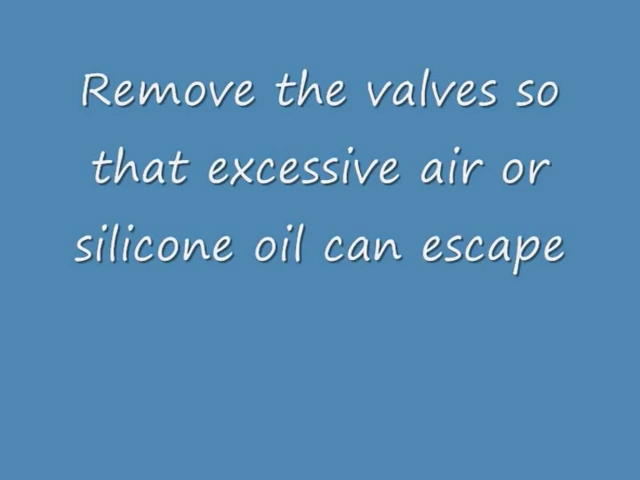 Remove the valves so
that excessive air or
silicone oil can escape